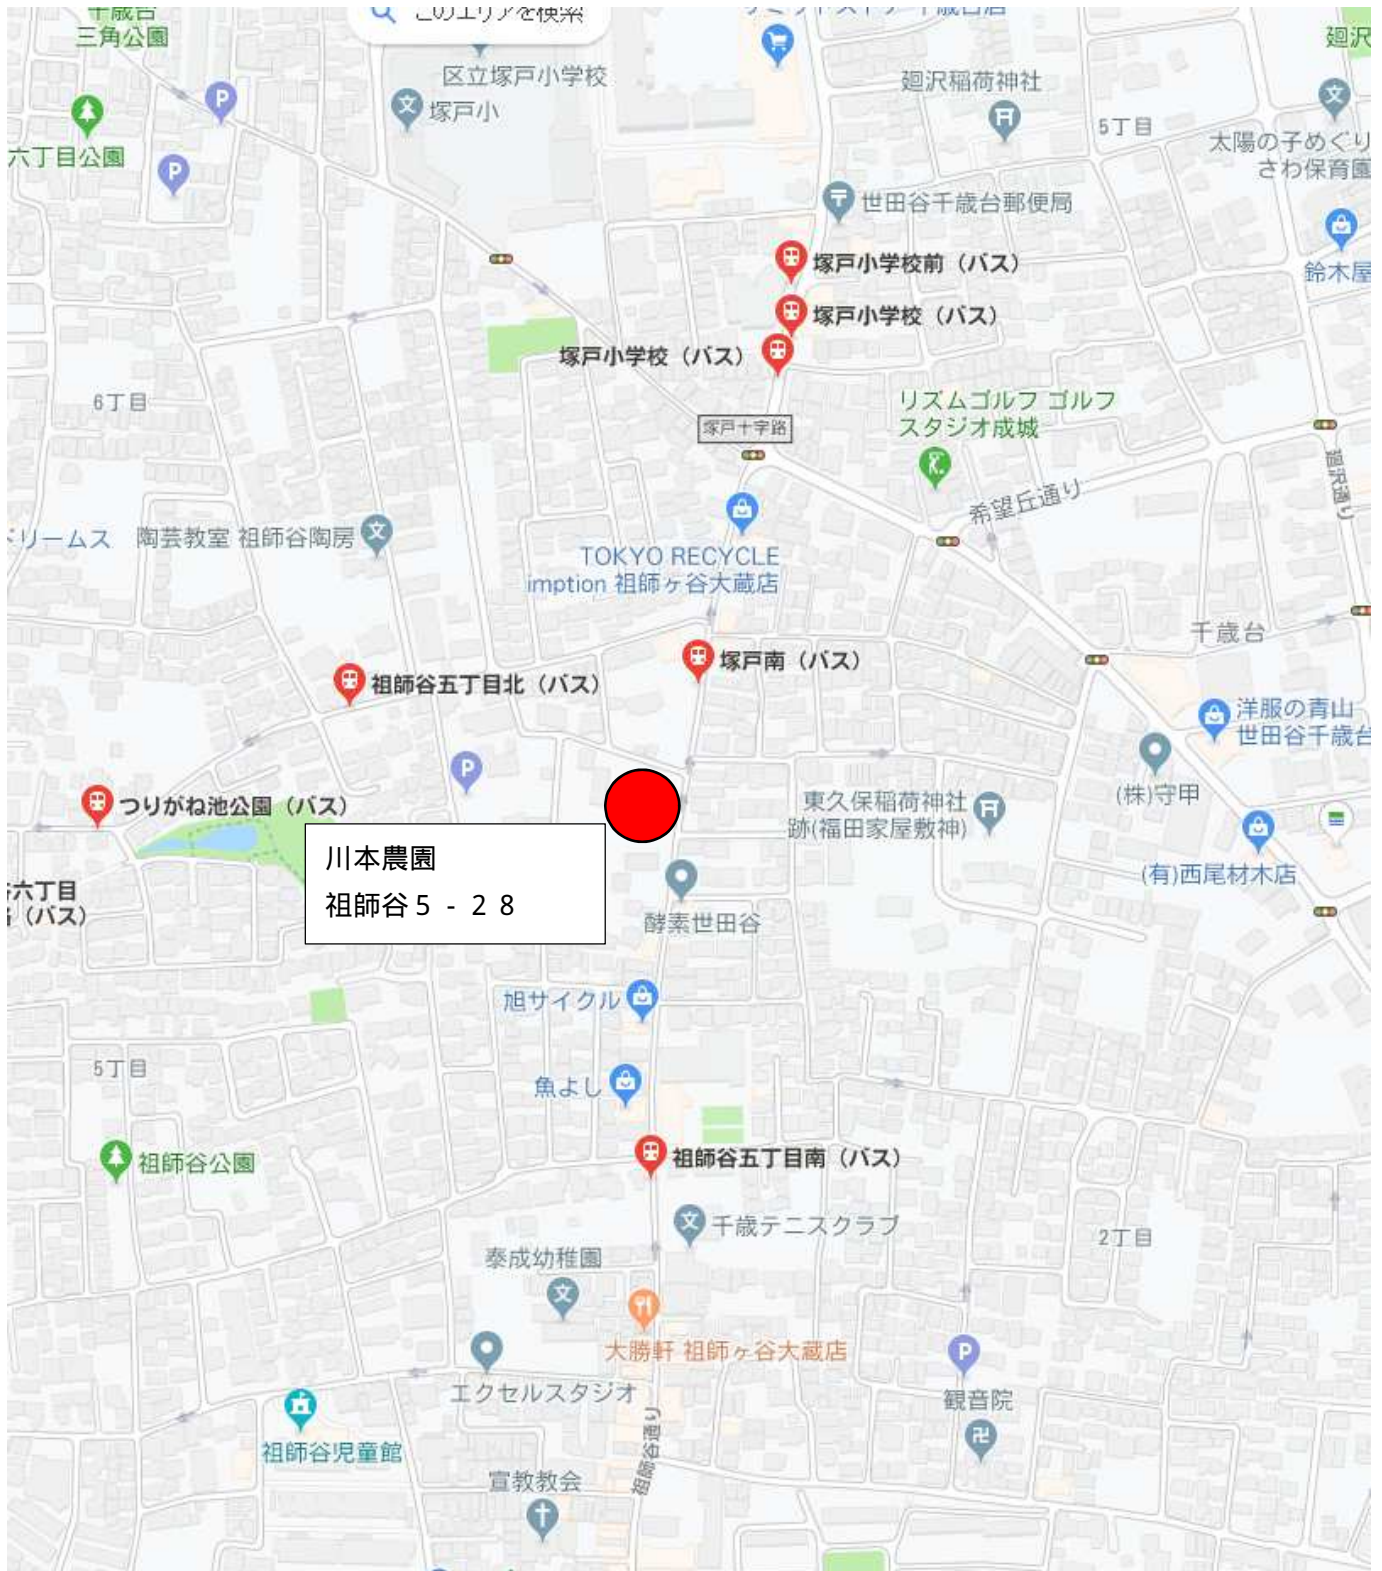 千歳台
三角公園
このエリアを検索
廻沢
区立塚戸小学校
塚戸小
廻沢稲荷神社
5丁目
太陽の子めぐり
さわ保育園
六丁目公園
世田谷千歳台郵便局
塚戸小学校前（バス）
鈴木屋
塚戸小学校（バス）
塚戸小学校（バス）
6丁目
リズムゴルフ ゴルフ
スタジオ成城
塚戸十字路
廻沢通り
希望丘通り
ドリームス
陶芸教室 祖師谷陶房
TOKYO RECYCLE
imption 祖師ヶ谷大蔵店
千歳台
塚戸南（バス）
祖師谷五丁目北（バス）
洋服の青山
世田谷千歳台
つりがね池公園（バス）
東久保稲荷神社
跡(福田家屋敷神)
(株)守甲
川本農園
祖師谷５－２８
六丁目
（バス）
(有)西尾材木店
酵素世田谷
旭サイクル
5丁目
魚よし
祖師谷公園
祖師谷五丁目南（バス）
千歳テニスクラブ
2丁目
泰成幼稚園
大勝軒 祖師ヶ谷大蔵店
エクセルスタジオ
観音院
祖師谷児童館
祖師谷通り
宣教教会